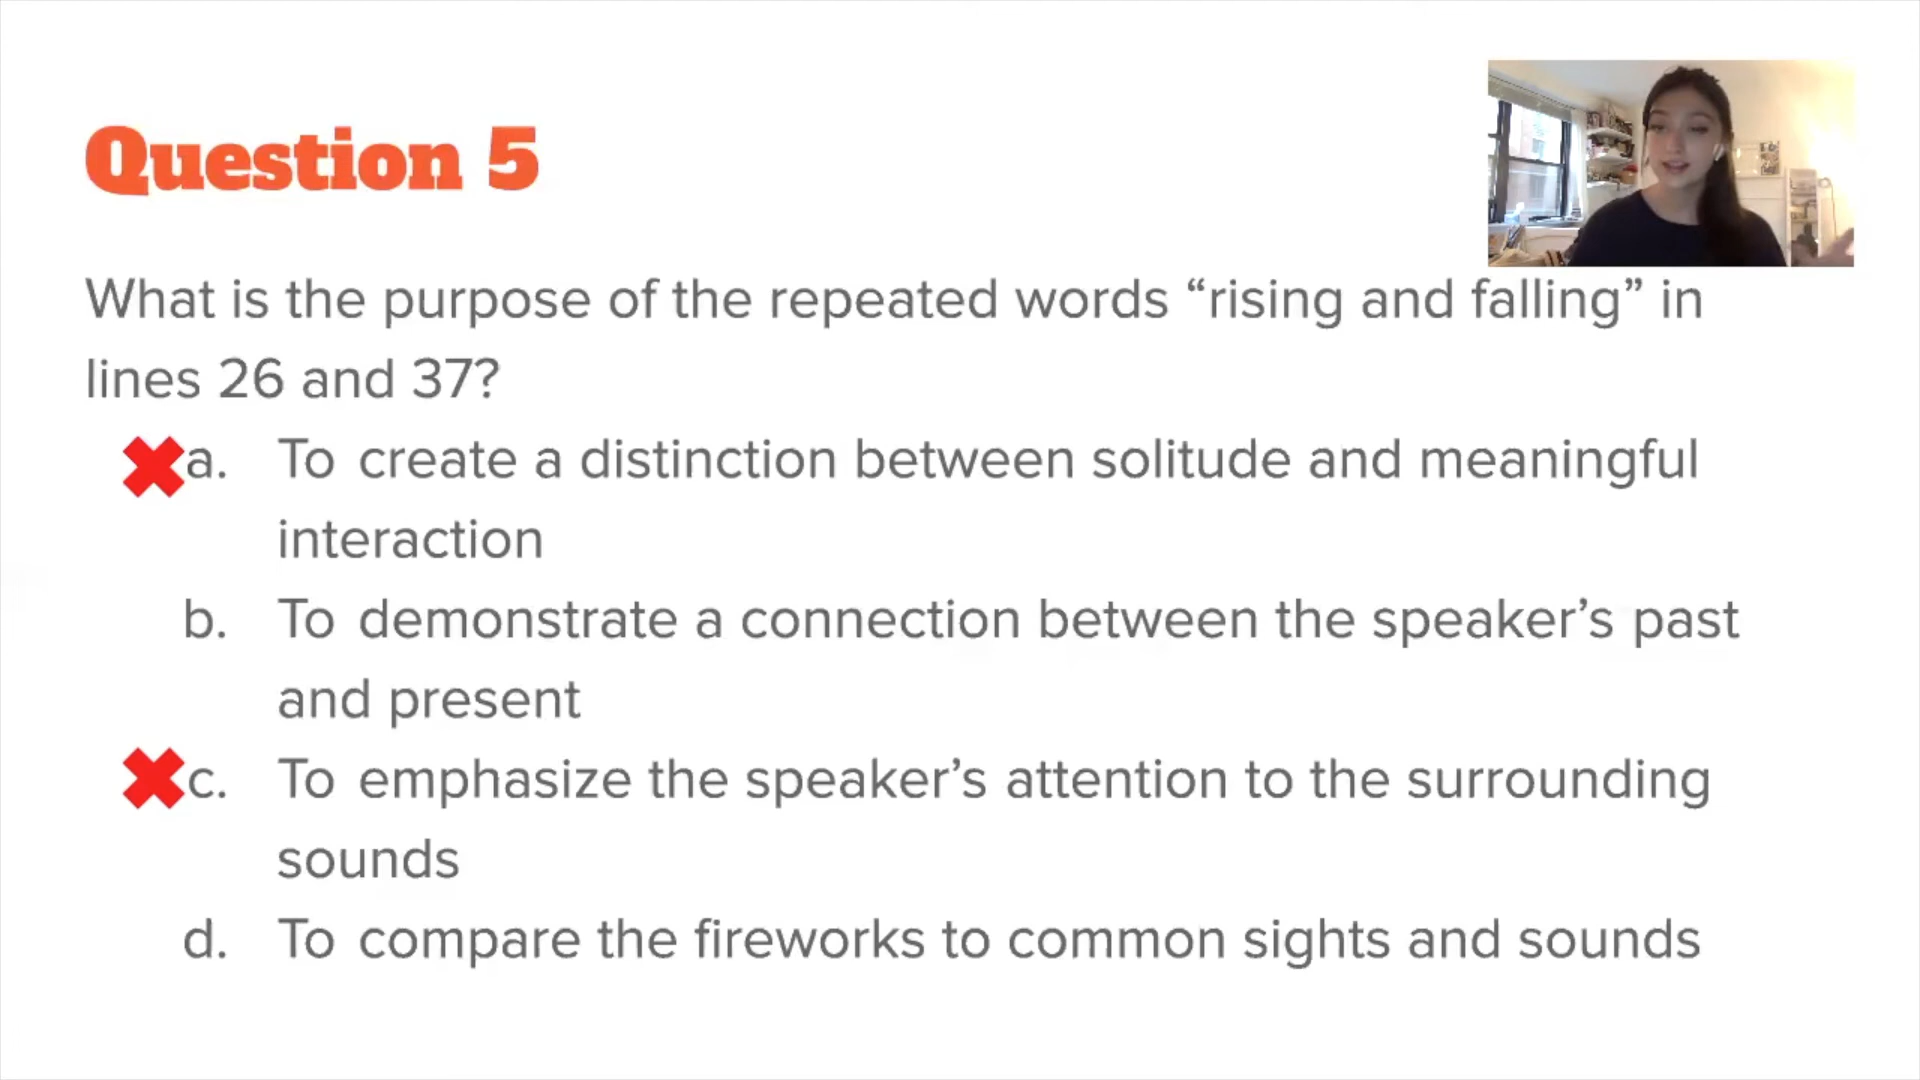 Question 5
What is the purpose of the repeated words “rising and falling” in
lines 26 and 37?
a. To create a distinction between solitude and meaningful
interaction
b. To demonstrate a connection between the speaker’s past
and present
c. To emphasize the speaker’s attention to the surrounding
sounds
d. To compare the fireworks to common sights and sounds